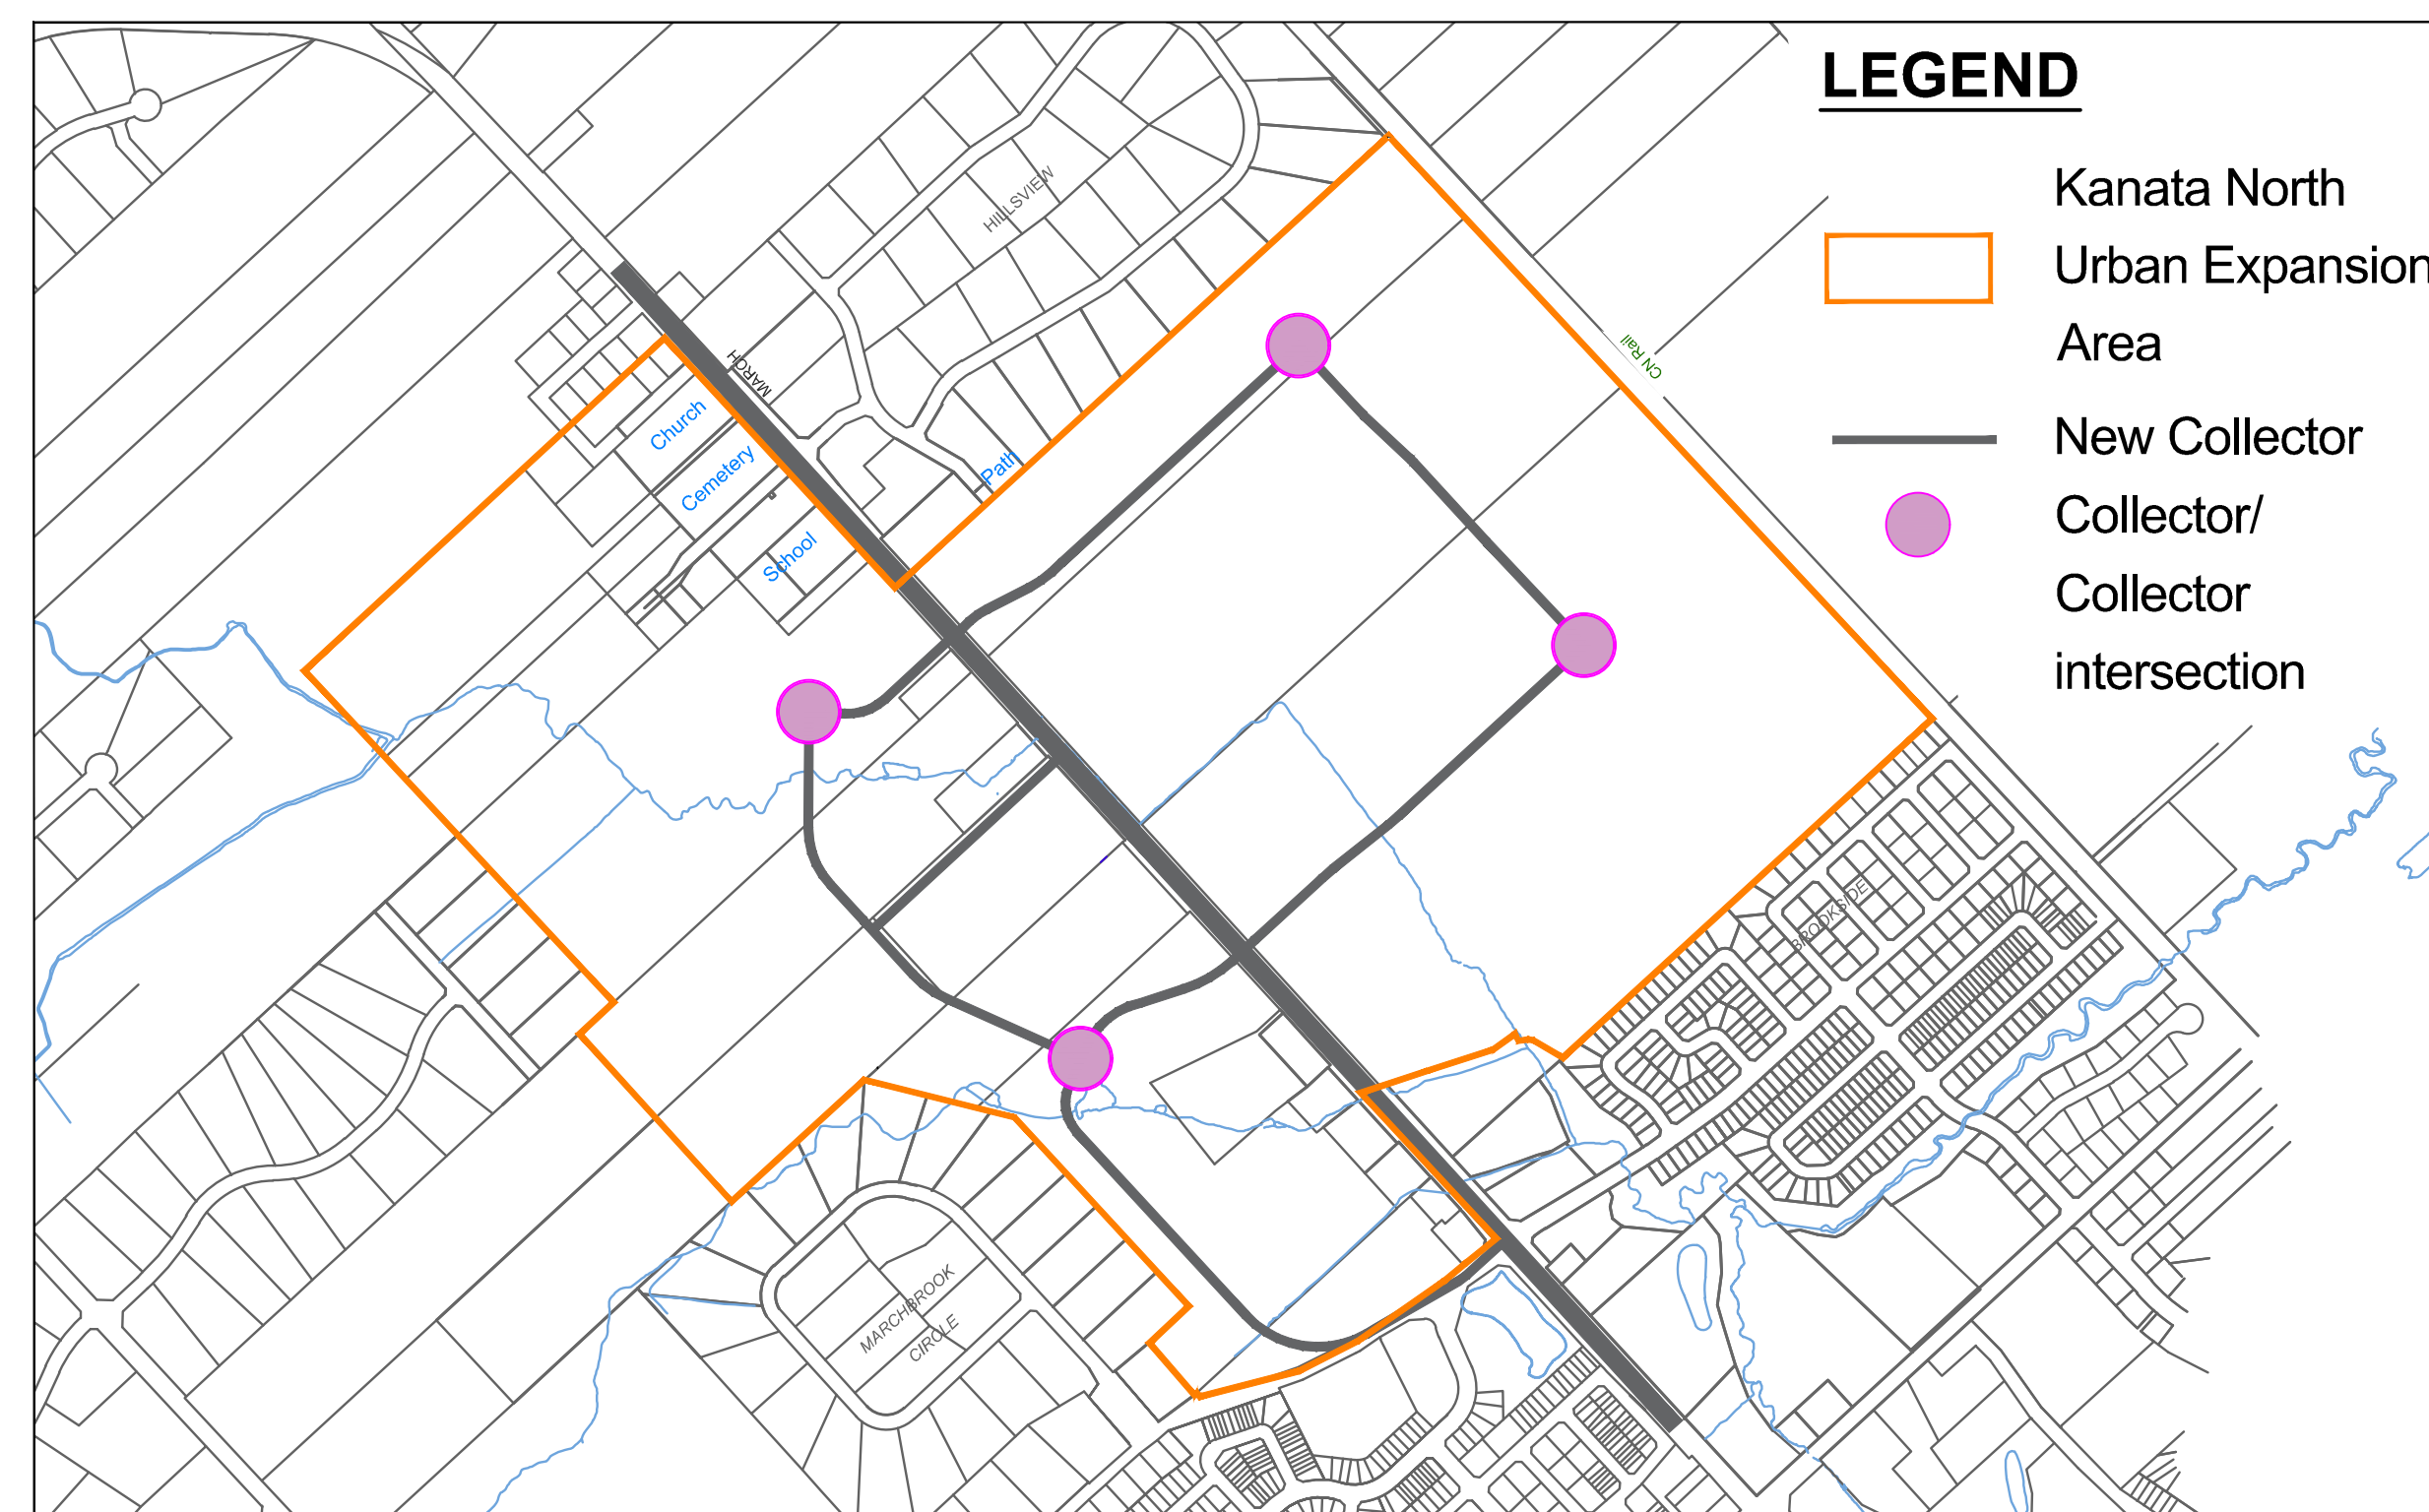 LEGEND
Kanata North
Urban Expansion
Area
New Collector
Collector/
Collector
intersection
HILLSVIEW
CN Rail
MARCH
Church
Cemetery
School
Path
BROOKSIDE
MARCHBROOK
CIRCLE